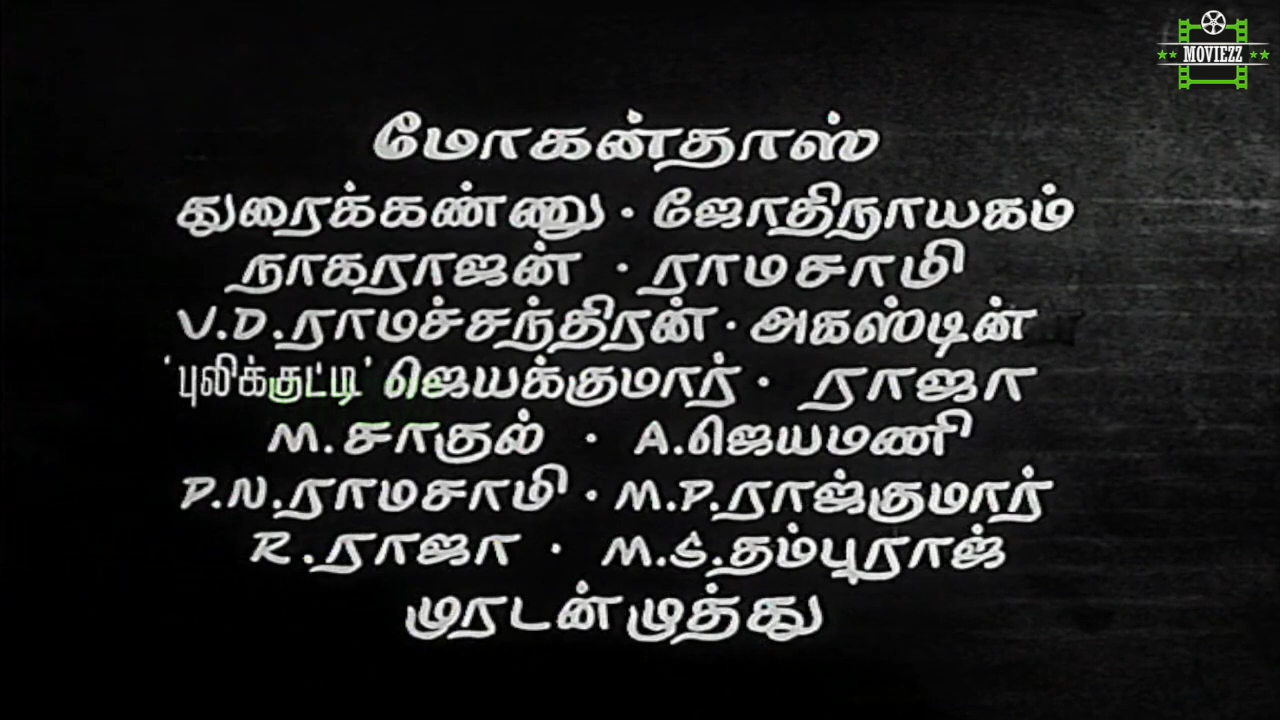 MOVIEZZ
மோகன்தாஸ்
துரைக்கண்ணு · ஜோதிநாயகம்
நாகராஜன் · ராமசாமி
V.D.ராமச்சந்திரன் · அகஸ்டின்
'புலிக்குட்டி' ஜெயக்குமார் · ராஜா
M.சாகுல் · A.ஜெயமணி
P.N.ராமசாமி · M.P.ராஜ்குமார்
R.ராஜா · M.S.தம்புராஜ்
முரடன்முத்து